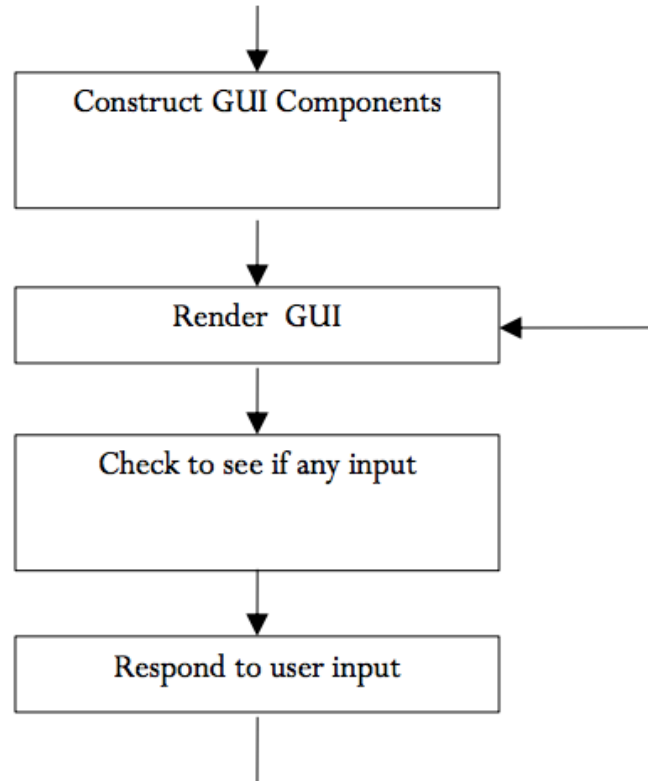 Construct GUI Components
Render GUI
Check to see if any input
Respond to user input